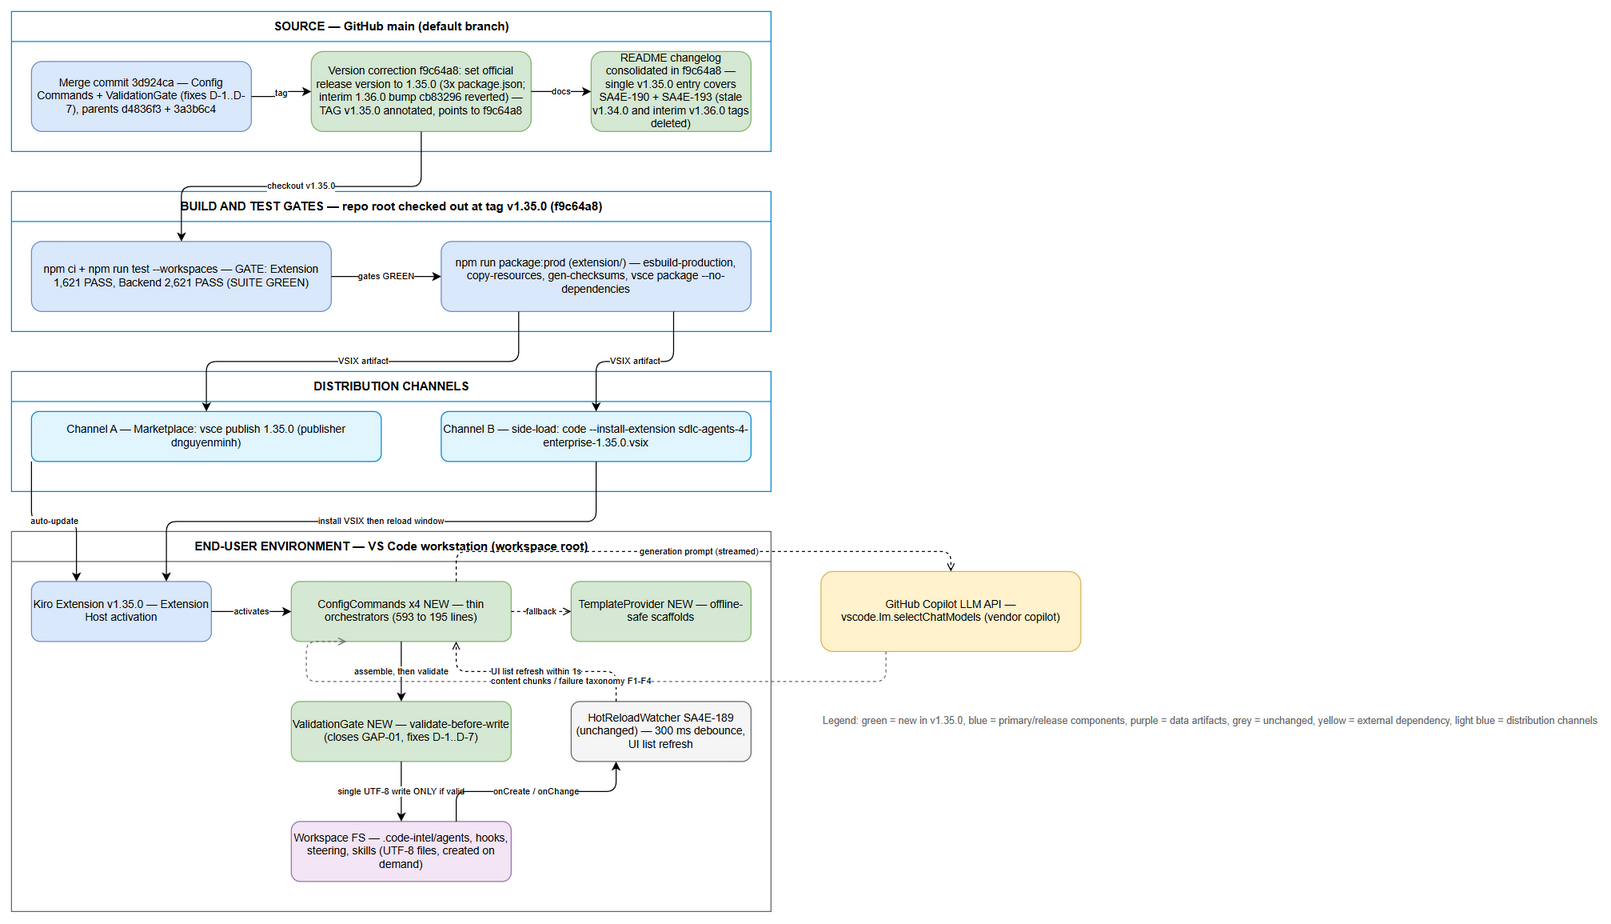 SOURCE — GitHub main (default branch)
Merge commit 3d924ca — Config
Commands + ValidationGate (fixes D-1..D-
7), parents d4836f3 + 3a3b6c4
tag
Version correction f9c64a8: set official
release version to 1.35.0 (3x package.json;
interim 1.36.0 bump cb83296 reverted) —
TAG v1.35.0 annotated, points to f9c64a8
docs
README changelog
consolidated in f9c64a8 —
single v1.35.0 entry covers
SA4E-190 + SA4E-193 (stale
v1.34.0 and interim v1.36.0 tags
deleted)
checkout v1.35.0
BUILD AND TEST GATES — repo root checked out at tag v1.35.0 (f9c64a8)
npm ci + npm run test --workspaces — GATE: Extension
1,621 PASS, Backend 2,621 PASS (SUITE GREEN)
gates GREEN
npm run package:prod (extension/) — esbuild-production,
copy-resources, gen-checksums, vsce package --no-
dependencies
VSIX artifact
VSIX artifact
DISTRIBUTION CHANNELS
Channel A — Marketplace: vsce publish 1.35.0 (publisher
dnguyenminh)
Channel B — side-load: code --install-extension sdlc-agents-4-
enterprise-1.35.0.vsix
auto-update
install VSIX then reload window
END-USER ENVIRONMENT — VS Code workstation (workspace root)
generation prompt (streamed)
Kiro Extension v1.35.0 — Extension
Host activation
activates
ConfigCommands x4 NEW — thin
orchestrators (593 to 195 lines)
fallback
TemplateProvider NEW — offline-
safe scaffolds
GitHub Copilot LLM API —
vscode.lm.selectChatModels (vendor copilot)
assemble, then validate
UI list refresh within 1s
content chunks / failure taxonomy F1-F4
ValidationGate NEW — validate-before-write
(closes GAP-01, fixes D-1..D-7)
HotReloadWatcher SA4E-189
(unchanged) — 300 ms debounce,
UI list refresh
Legend: green = new in v1.35.0, blue = primary/release components, purple = data artifacts, grey = unchanged, yellow = external dependency, light blue = distribution channels
single UTF-8 write ONLY if valid
onCreate / onChange
Workspace FS — .code-intel/agents, hooks,
steering, skills (UTF-8 files, created on
demand)